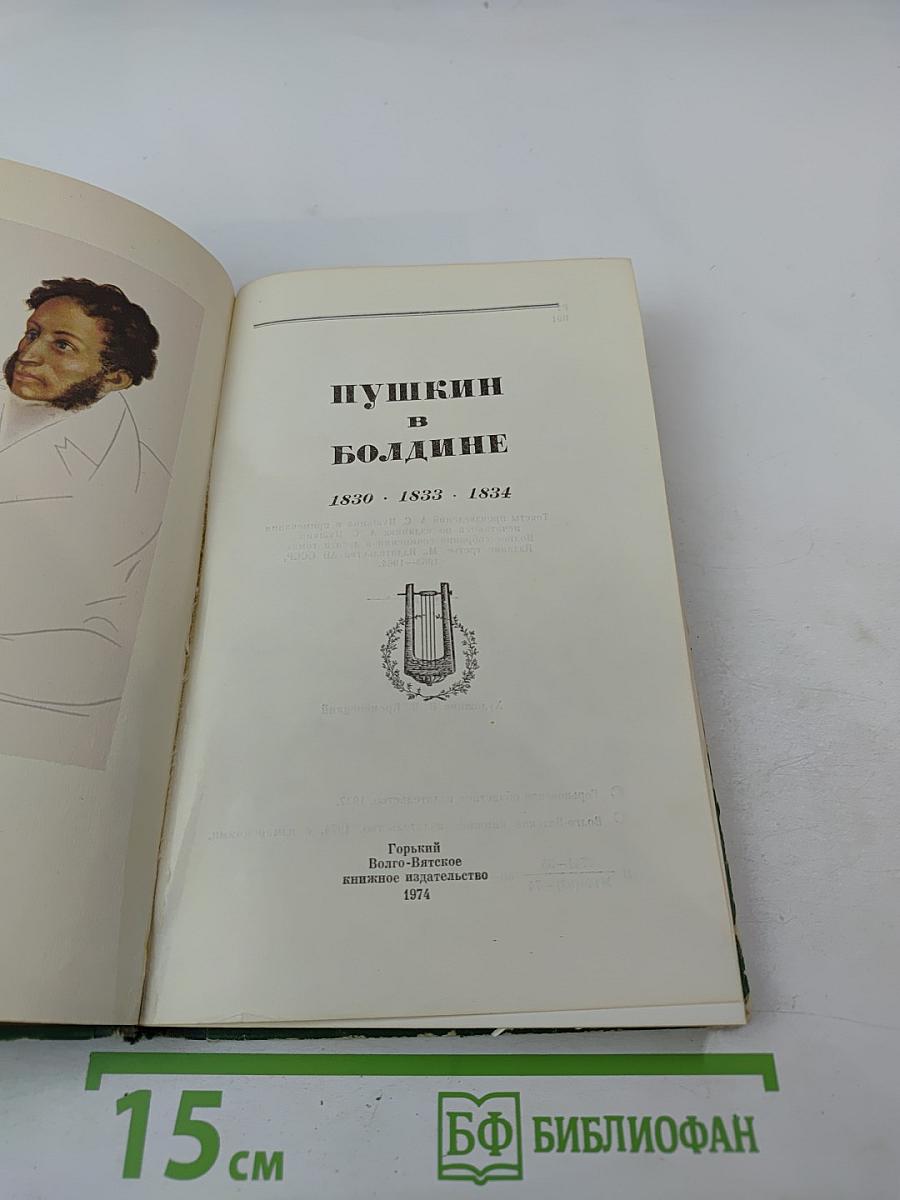 ПУШКИН
в
БОЛДИНЕ
1830 · 1833 · 1834
Горький
Волго-Вятское
книжное издательство
1974
15 см
БФ БИБЛИОФАН